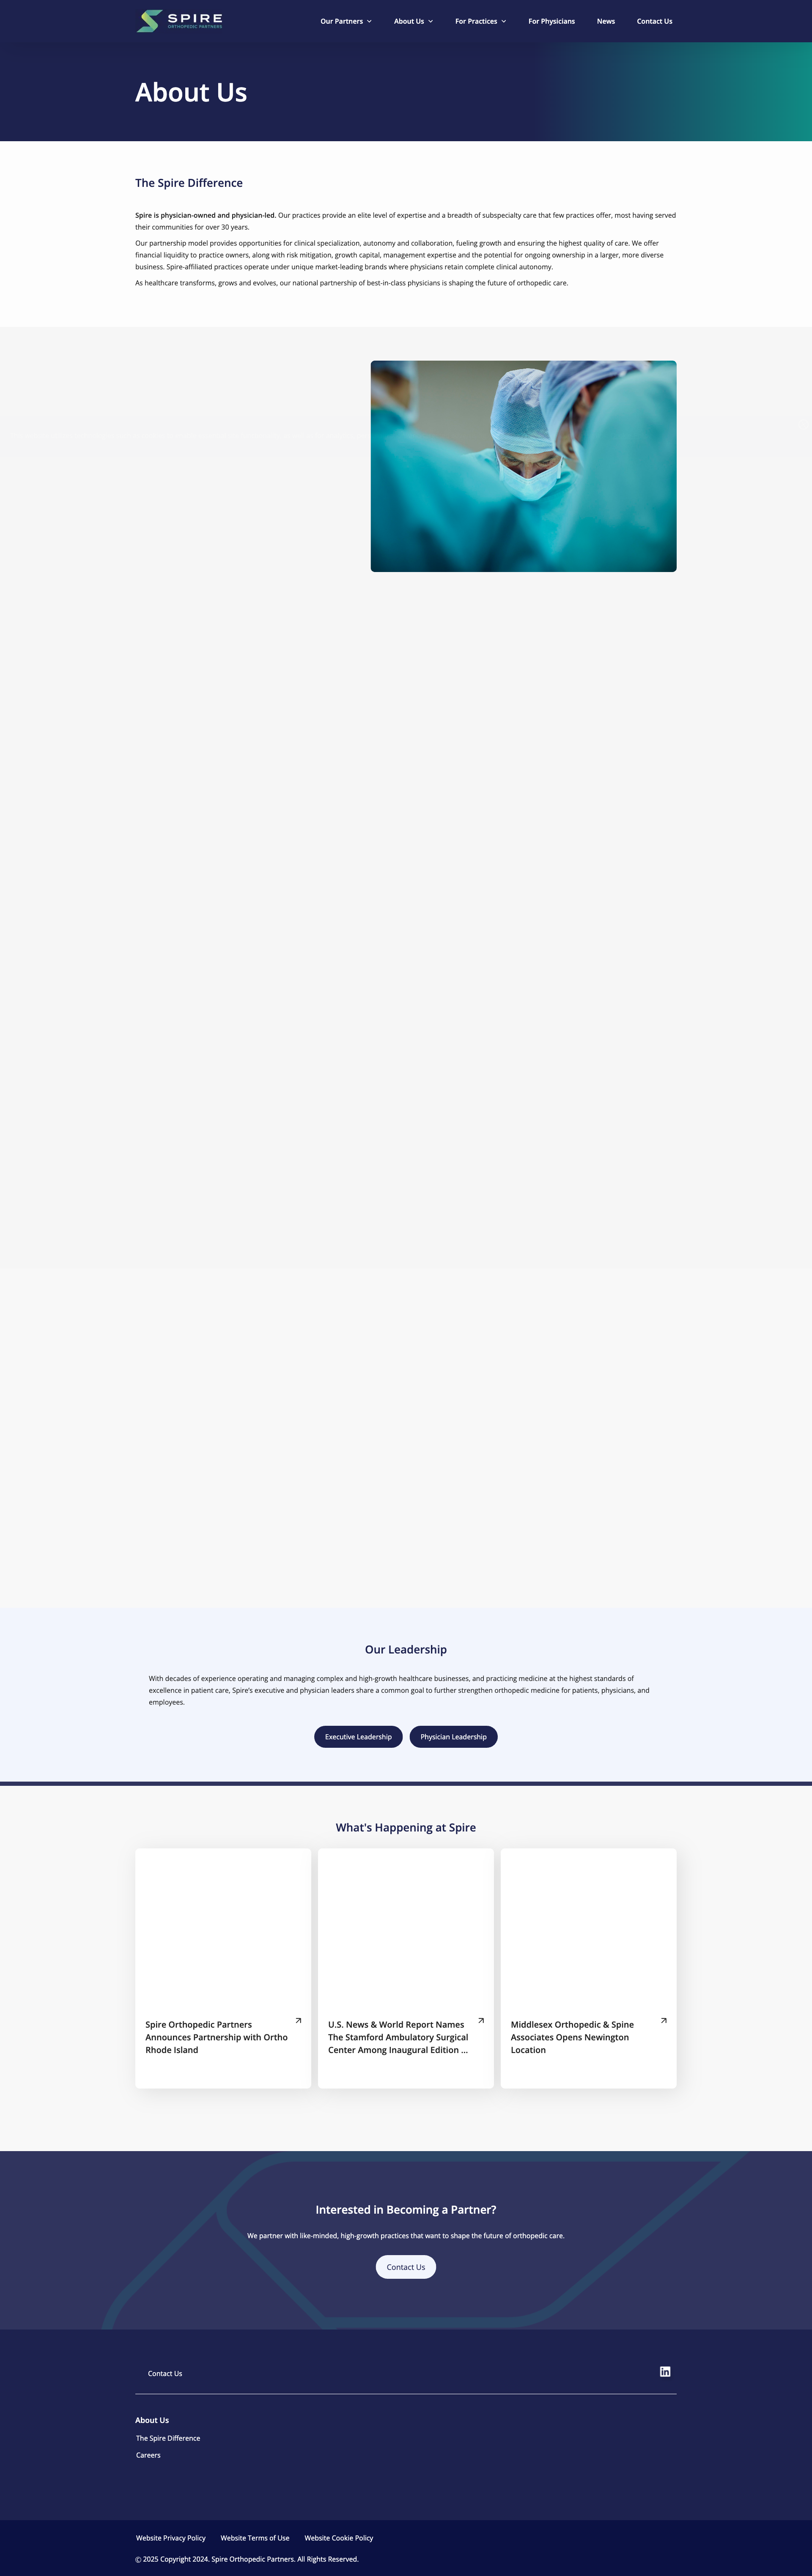 SPIRE
ORTHOPEDIC PARTNERS
Our Partners
About Us
For Practices
For Physicians
News
Contact Us
About Us
The Spire Difference
Spire is physician-owned and physician-led. Our practices provide an elite level of expertise and a breadth of subspecialty care that few practices offer, most having served
their communities for over 30 years.
Our partnership model provides opportunities for clinical specialization, autonomy and collaboration, fueling growth and ensuring the highest quality of care. We offer
financial liquidity to practice owners, along with risk mitigation, growth capital, management expertise and the potential for ongoing ownership in a larger, more diverse
business. Spire-affiliated practices operate under unique market-leading brands where physicians retain complete clinical autonomy.
As healthcare transforms, grows and evolves, our national partnership of best-in-class physicians is shaping the future of orthopedic care.
Our Leadership
With decades of experience operating and managing complex and high-growth healthcare businesses, and practicing medicine at the highest standards of
excellence in patient care, Spire's executive and physician leaders share a common goal to further strengthen orthopedic medicine for patients, physicians, and
employees.
Executive Leadership
Physician Leadership
What's Happening at Spire
Spire Orthopedic Partners
Announces Partnership with Ortho
Rhode Island
U.S. News & World Report Names
The Stamford Ambulatory Surgical
Center Among Inaugural Edition ...
Middlesex Orthopedic & Spine
Associates Opens Newington
Location
Interested in Becoming a Partner?
We partner with like-minded, high-growth practices that want to shape the future of orthopedic care.
Contact Us
Contact Us
in
About Us
The Spire Difference
Careers
Website Privacy Policy
Website Terms of Use
Website Cookie Policy
© 2025 Copyright 2024. Spire Orthopedic Partners. All Rights Reserved.